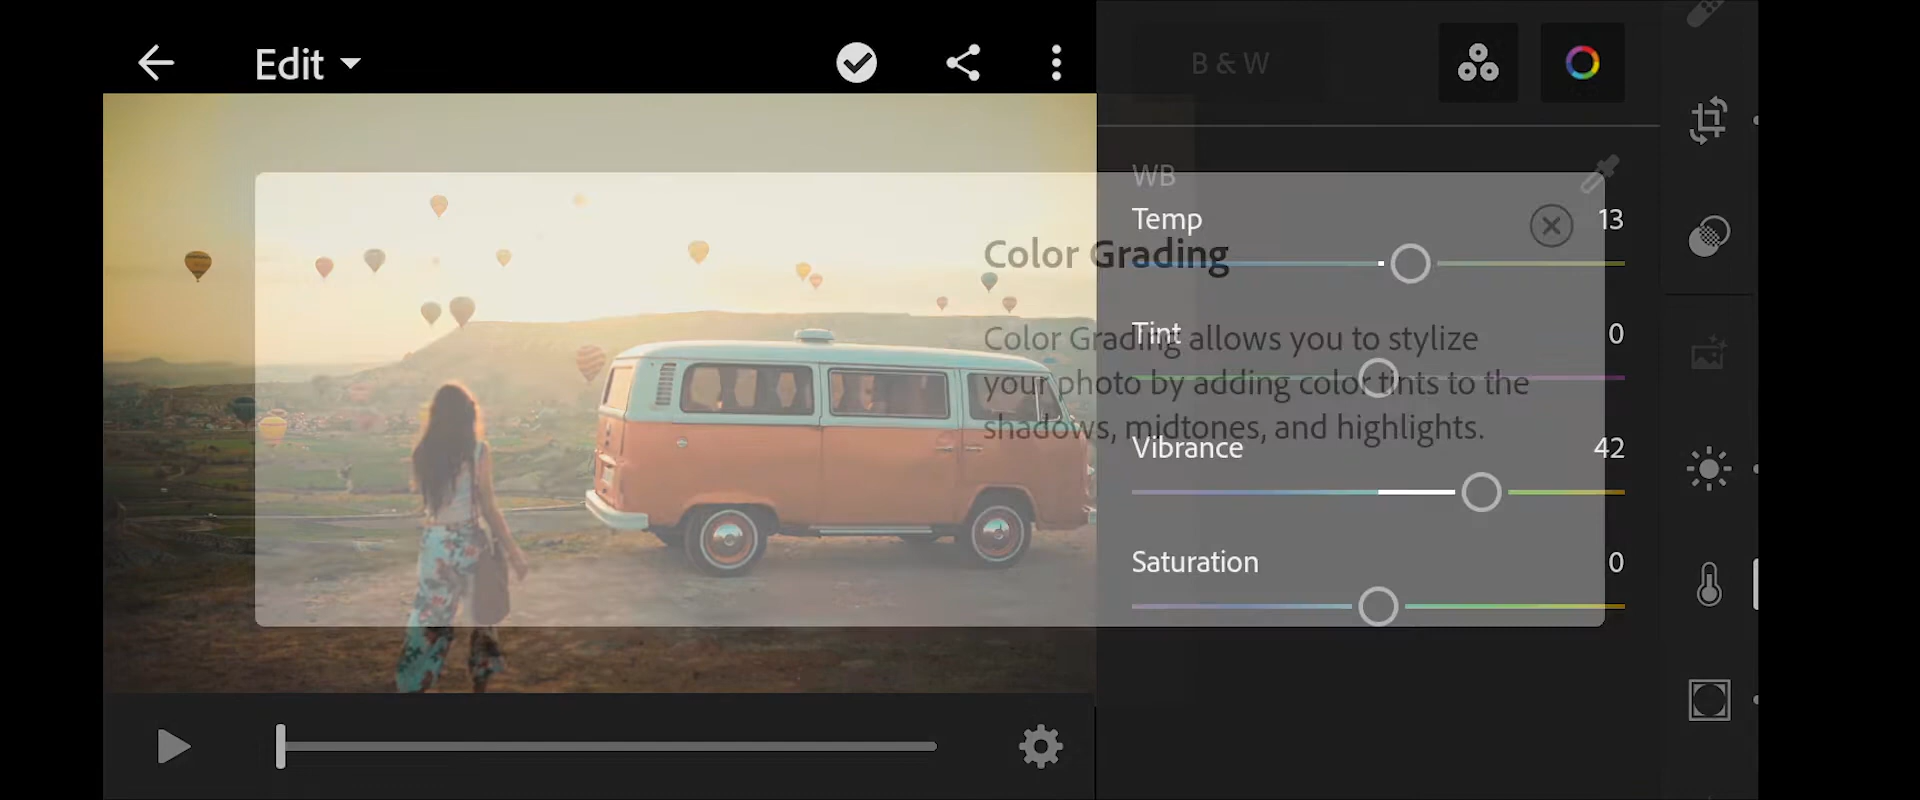 Edit
B & W
WB
Temp
13
Color Grading
Tint
0
Color Grading allows you to stylize
your photo by adding color tints to the
shadows, midtones, and highlights.
Vibrance
42
Saturation
0